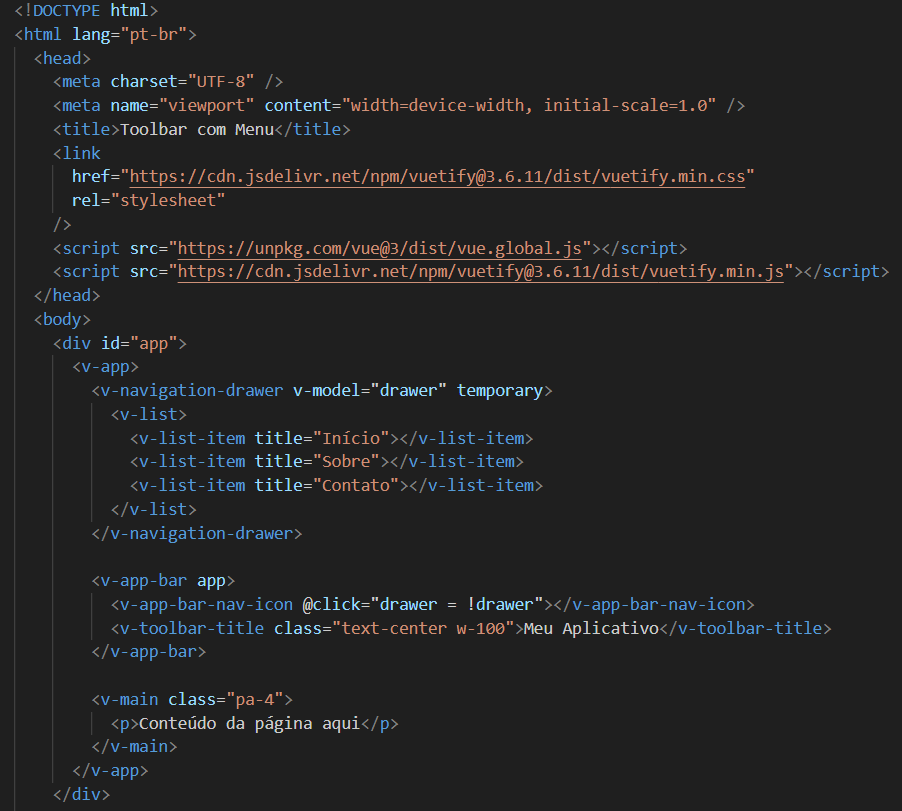 <!DOCTYPE html>
<html lang="pt-br">
<head>
<meta charset="UTF-8" />
<meta name="viewport" content="width=device-width, initial-scale=1.0" />
<title>Toolbar com Menu</title>
<link
href="https://cdn.jsdelivr.net/npm/vuetify@3.6.11/dist/vuetify.min.css"
rel="stylesheet"
/>
<script src="https://unpkg.com/vue@3/dist/vue.global.js"></script>
<script src="https://cdn.jsdelivr.net/npm/vuetify@3.6.11/dist/vuetify.min.js"></script>
</head>
<body>
<div id="app">
<v-app>
<v-navigation-drawer v-model="drawer" temporary>
<v-list>
<v-list-item title="Início"></v-list-item>
<v-list-item title="Sobre"></v-list-item>
<v-list-item title="Contato"></v-list-item>
</v-list>
</v-navigation-drawer>
<v-app-bar app>
<v-app-bar-nav-icon @click="drawer = !drawer"></v-app-bar-nav-icon>
<v-toolbar-title class="text-center w-100">Meu Aplicativo</v-toolbar-title>
</v-app-bar>
<v-main class="pa-4">
<p>Conteúdo da página aqui</p>
</v-main>
</v-app>
</div>